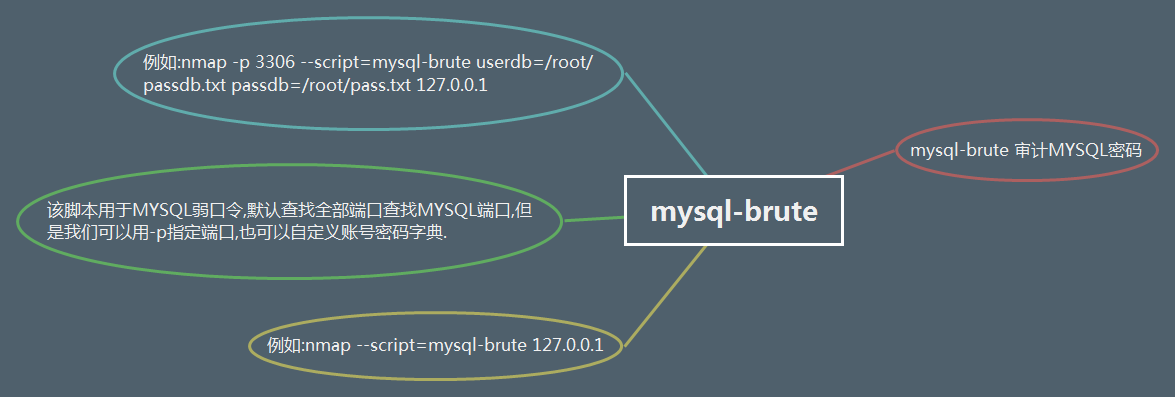 例如:nmap -p 3306 --script=mysql-brute userdb=/root/
passdb.txt passdb=/root/pass.txt 127.0.0.1
mysql-brute 审计MYSQL密码
mysql-brute
该脚本用于MYSQL弱口令,默认查找全部端口查找MYSQL端口,但
是我们可以用-p指定端口,也可以自定义账号密码字典.
例如:nmap --script=mysql-brute 127.0.0.1